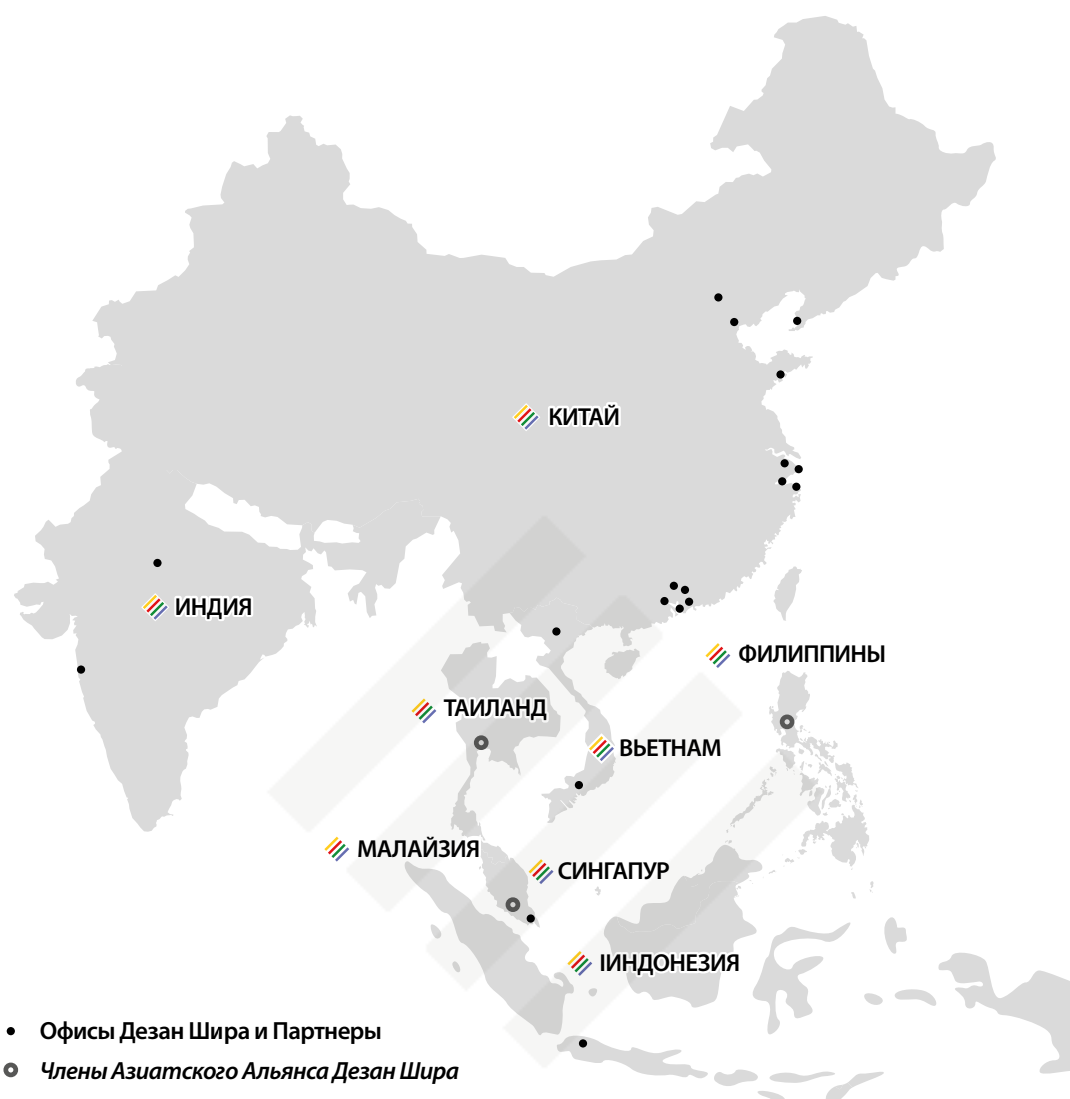 КИТАЙ
ИНДИЯ
ФИЛИППИНЫ
ТАИЛАНД
ВЬЕТНАМ
МАЛАЙЗИЯ
СИНГАПУР
IИНДОНЕЗИЯ
Офисы Дезан Шира и Партнеры
Члены Азиатского Альянса Дезан Шира